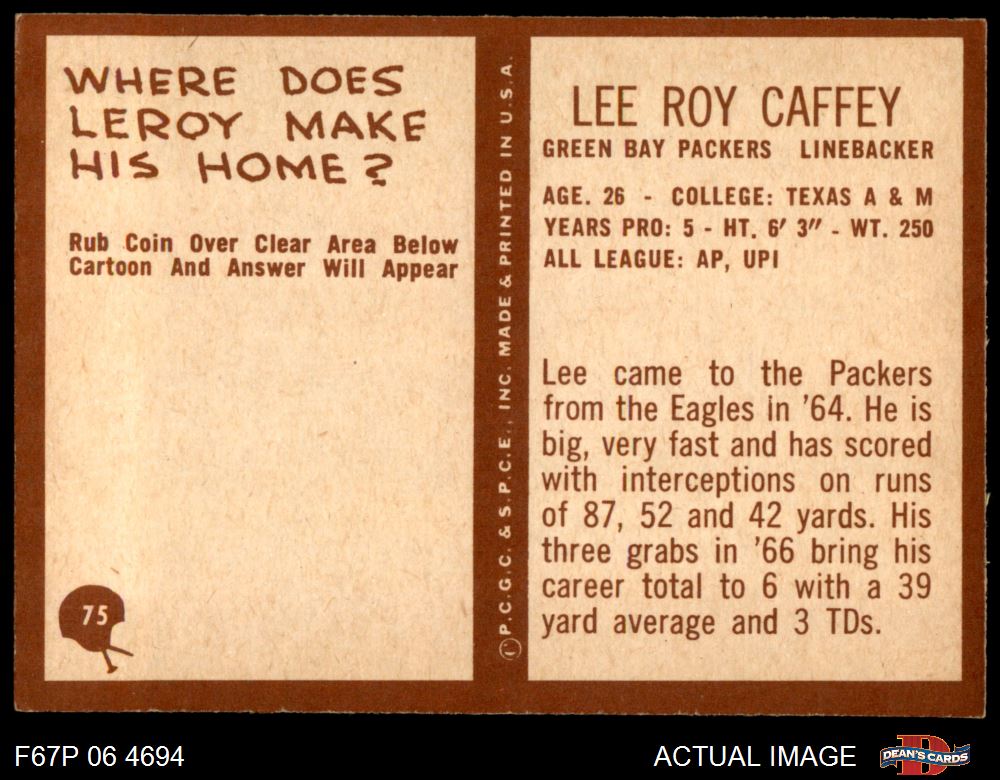 WHERE DOES
LEROY MAKE
HIS HOME?
Rub Coin Over Clear Area Below
Cartoon And Answer Will Appear
75
Ⓒ P.C.G.C. & S.P.C.E., INC. MADE & PRINTED IN U.S.A.
LEE ROY CAFFEY
GREEN BAY PACKERS LINEBACKER
AGE. 26 - COLLEGE: TEXAS A & M
YEARS PRO: 5 - HT. 6′ 3″ - WT. 250
ALL LEAGUE: AP, UPI
Lee came to the Packers
from the Eagles in ’64. He is
big, very fast and has scored
with interceptions on runs
of 87, 52 and 42 yards. His
three grabs in ’66 bring his
career total to 6 with a 39
yard average and 3 TDs.
F67P 06 4694
ACTUAL IMAGE
DEAN'S CARDS